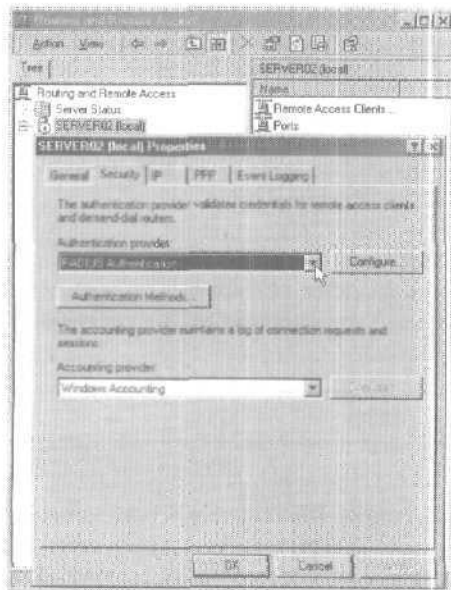 Routing and Remote Access
Action View
Tree
SERVER02 (local)
Name
Routing and Remote Access
Server Status
SERVER02 (local)
Remote Access Clients...
Ports
SERVER02 (local) Properties
General Security IP PPP Event Logging
The authentication provider validates credentials for remote access clients
and demand-dial routers.
Authentication provider:
RADIUS Authentication
Configure...
Authentication Methods...
The accounting provider maintains a log of connection requests and
sessions.
Accounting provider:
Windows Accounting
Configure...
OK Cancel